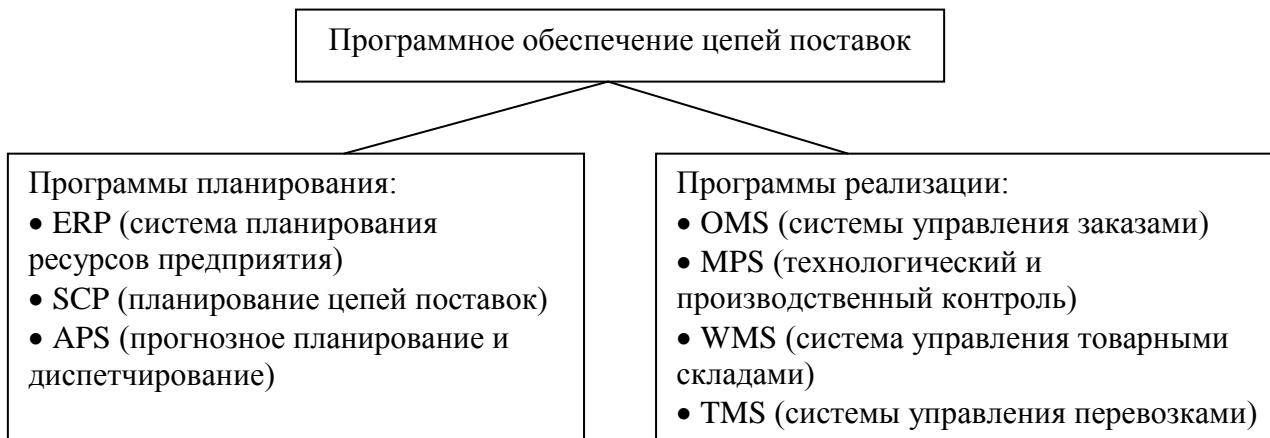 Программное обеспечение цепей поставок
Программы планирования:
• ERP (система планирования
ресурсов предприятия)
• SCP (планирование цепей поставок)
• APS (прогнозное планирование и
диспетчирование)
Программы реализации:
• OMS (системы управления заказами)
• MPS (технологический и
производственный контроль)
• WMS (система управления товарными
складами)
• TMS (системы управления перевозками)